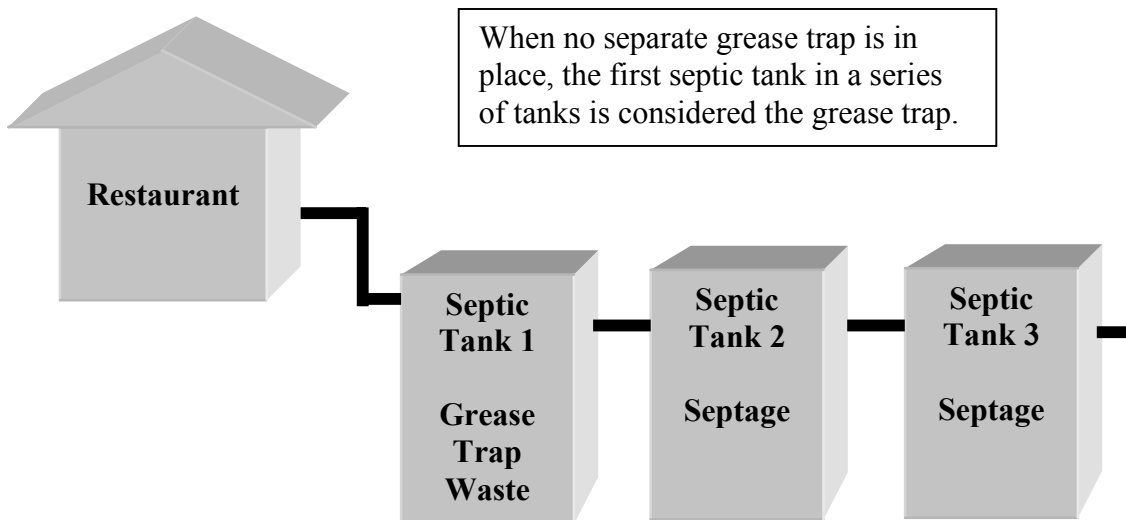 When no separate grease trap is in
place, the first septic tank in a series
of tanks is considered the grease trap.
Restaurant
Septic
Tank 1
Grease
Trap
Waste
Septic
Tank 2
Septage
Septic
Tank 3
Septage